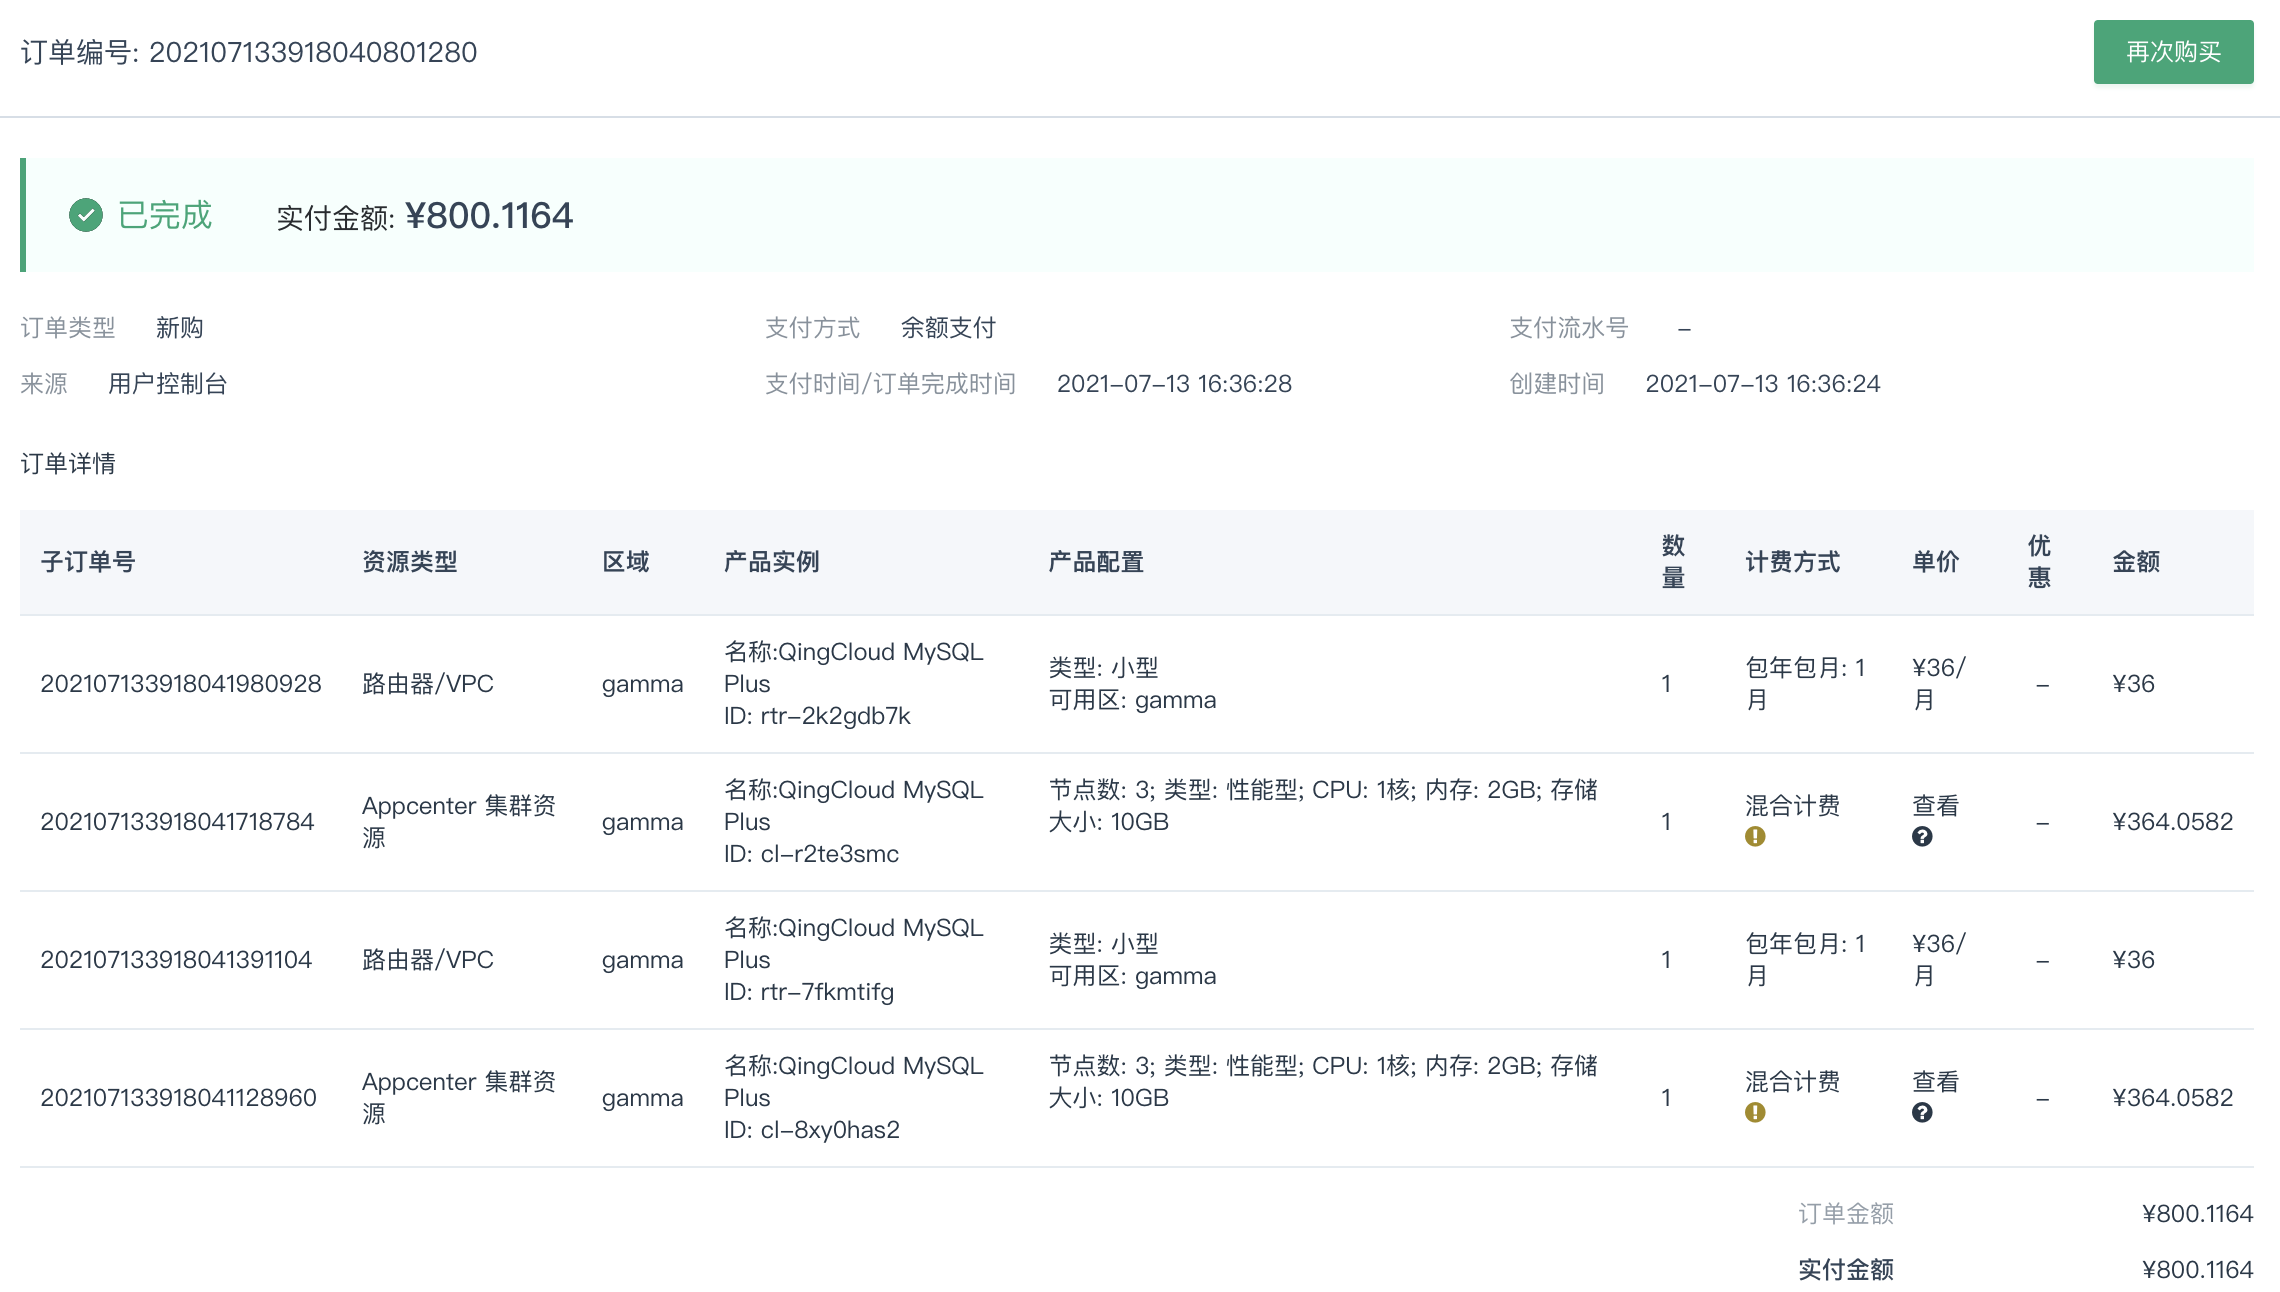 订单编号: 202107133918040801280
再次购买
已完成
实付金额: ¥800.1164
订单类型 新购
支付方式 余额支付
支付流水号 –
来源 用户控制台
支付时间/订单完成时间 2021–07–13 16:36:28
创建时间 2021–07–13 16:36:24
订单详情
子订单号 资源类型 区域 产品实例 产品配置 数量 计费方式 单价 优惠 金额
202107133918041980928
路由器/VPC
gamma
名称:QingCloud MySQL
Plus
ID: rtr–2k2gdb7k
类型: 小型
可用区: gamma
1
包年包月: 1
月
¥36/
月
–
¥36
202107133918041718784
Appcenter 集群资
源
gamma
名称:QingCloud MySQL
Plus
ID: cl–r2te3smc
节点数: 3; 类型: 性能型; CPU: 1核; 内存: 2GB; 存储
大小: 10GB
1
混合计费
查看
–
¥364.0582
202107133918041391104
路由器/VPC
gamma
名称:QingCloud MySQL
Plus
ID: rtr–7fkmtifg
类型: 小型
可用区: gamma
1
包年包月: 1
月
¥36/
月
–
¥36
202107133918041128960
Appcenter 集群资
源
gamma
名称:QingCloud MySQL
Plus
ID: cl–8xy0has2
节点数: 3; 类型: 性能型; CPU: 1核; 内存: 2GB; 存储
大小: 10GB
1
混合计费
查看
–
¥364.0582
订单金额 ¥800.1164
实付金额 ¥800.1164